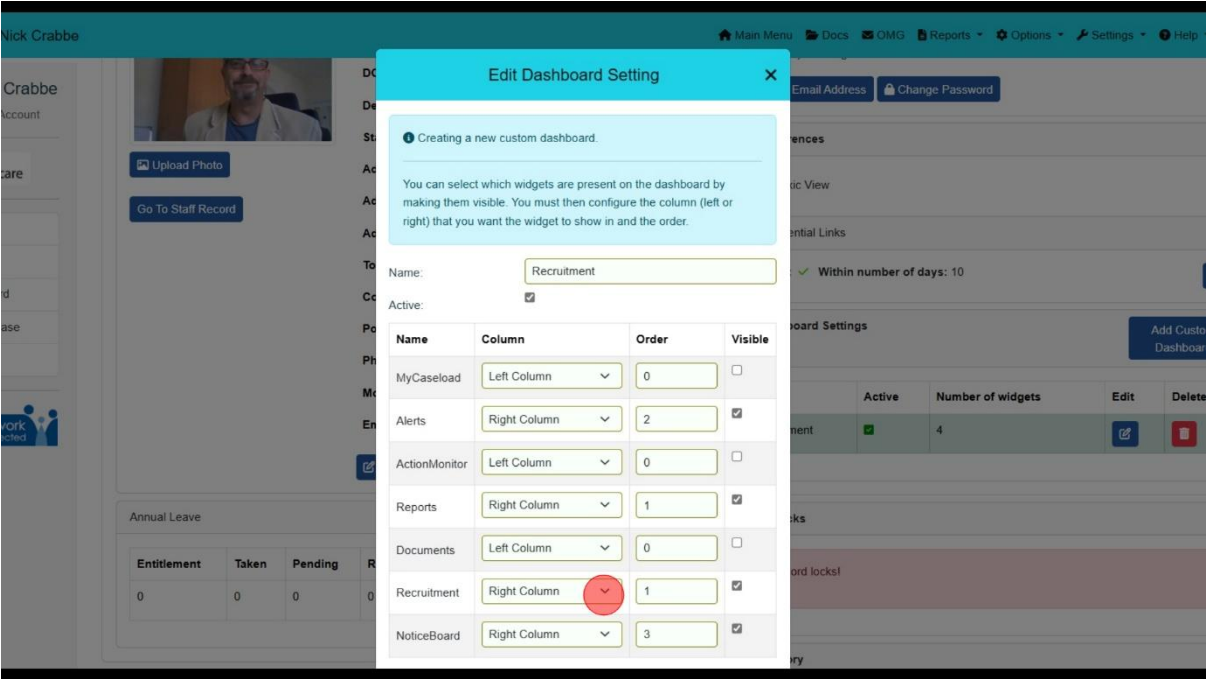 Nick Crabbe
Main Menu Docs OMG Reports Options Settings Help
Crabbe
Account
care
Upload Photo
Go To Staff Record
Email Address Change Password
Edit Dashboard Setting
Creating a new custom dashboard.
You can select which widgets are present on the dashboard by
making them visible. You must then configure the column (left or
right) that you want the widget to show in and the order.
Name: Recruitment
Active:
Name Column Order Visible
MyCaseload Left Column 0
Alerts Right Column 2
ActionMonitor Left Column 0
Reports Right Column 1
Documents Left Column 0
Recruitment Right Column 1
NoticeBoard Right Column 3
Within number of days: 10
Active Number of widgets Edit Delete
4
Annual Leave
Entitlement Taken Pending
0 0 0 0